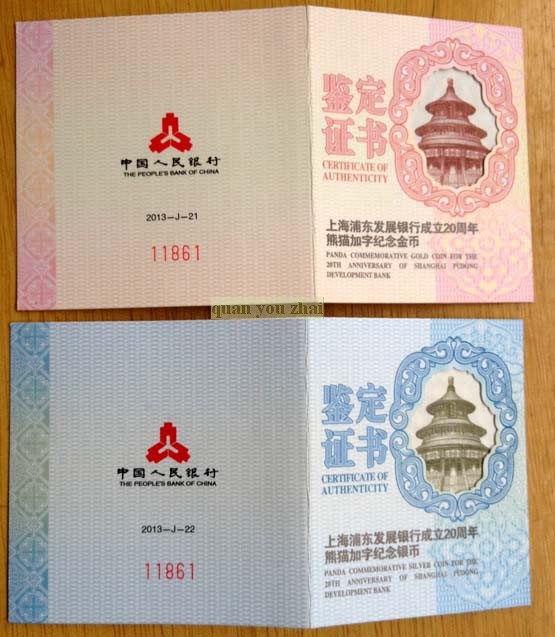 中国人民银行
THE PEOPLE'S BANK OF CHINA
2013-J-21
11861
鉴定
证书
CERTIFICATE OF
AUTHENTICITY
上海浦东发展银行成立20周年
熊猫加字纪念金币
PANDA COMMEMORATIVE GOLD COIN FOR THE
20TH ANNIVERSARY OF SHANGHAI PUDONG
DEVELOPMENT BANK
quan you zhai
中国人民银行
THE PEOPLE'S BANK OF CHINA
2013-J-22
11861
鉴定
证书
CERTIFICATE OF
AUTHENTICITY
上海浦东发展银行成立20周年
熊猫加字纪念银币
PANDA COMMEMORATIVE SILVER COIN FOR THE
20TH ANNIVERSARY OF SHANGHAI PUDONG
DEVELOPMENT BANK